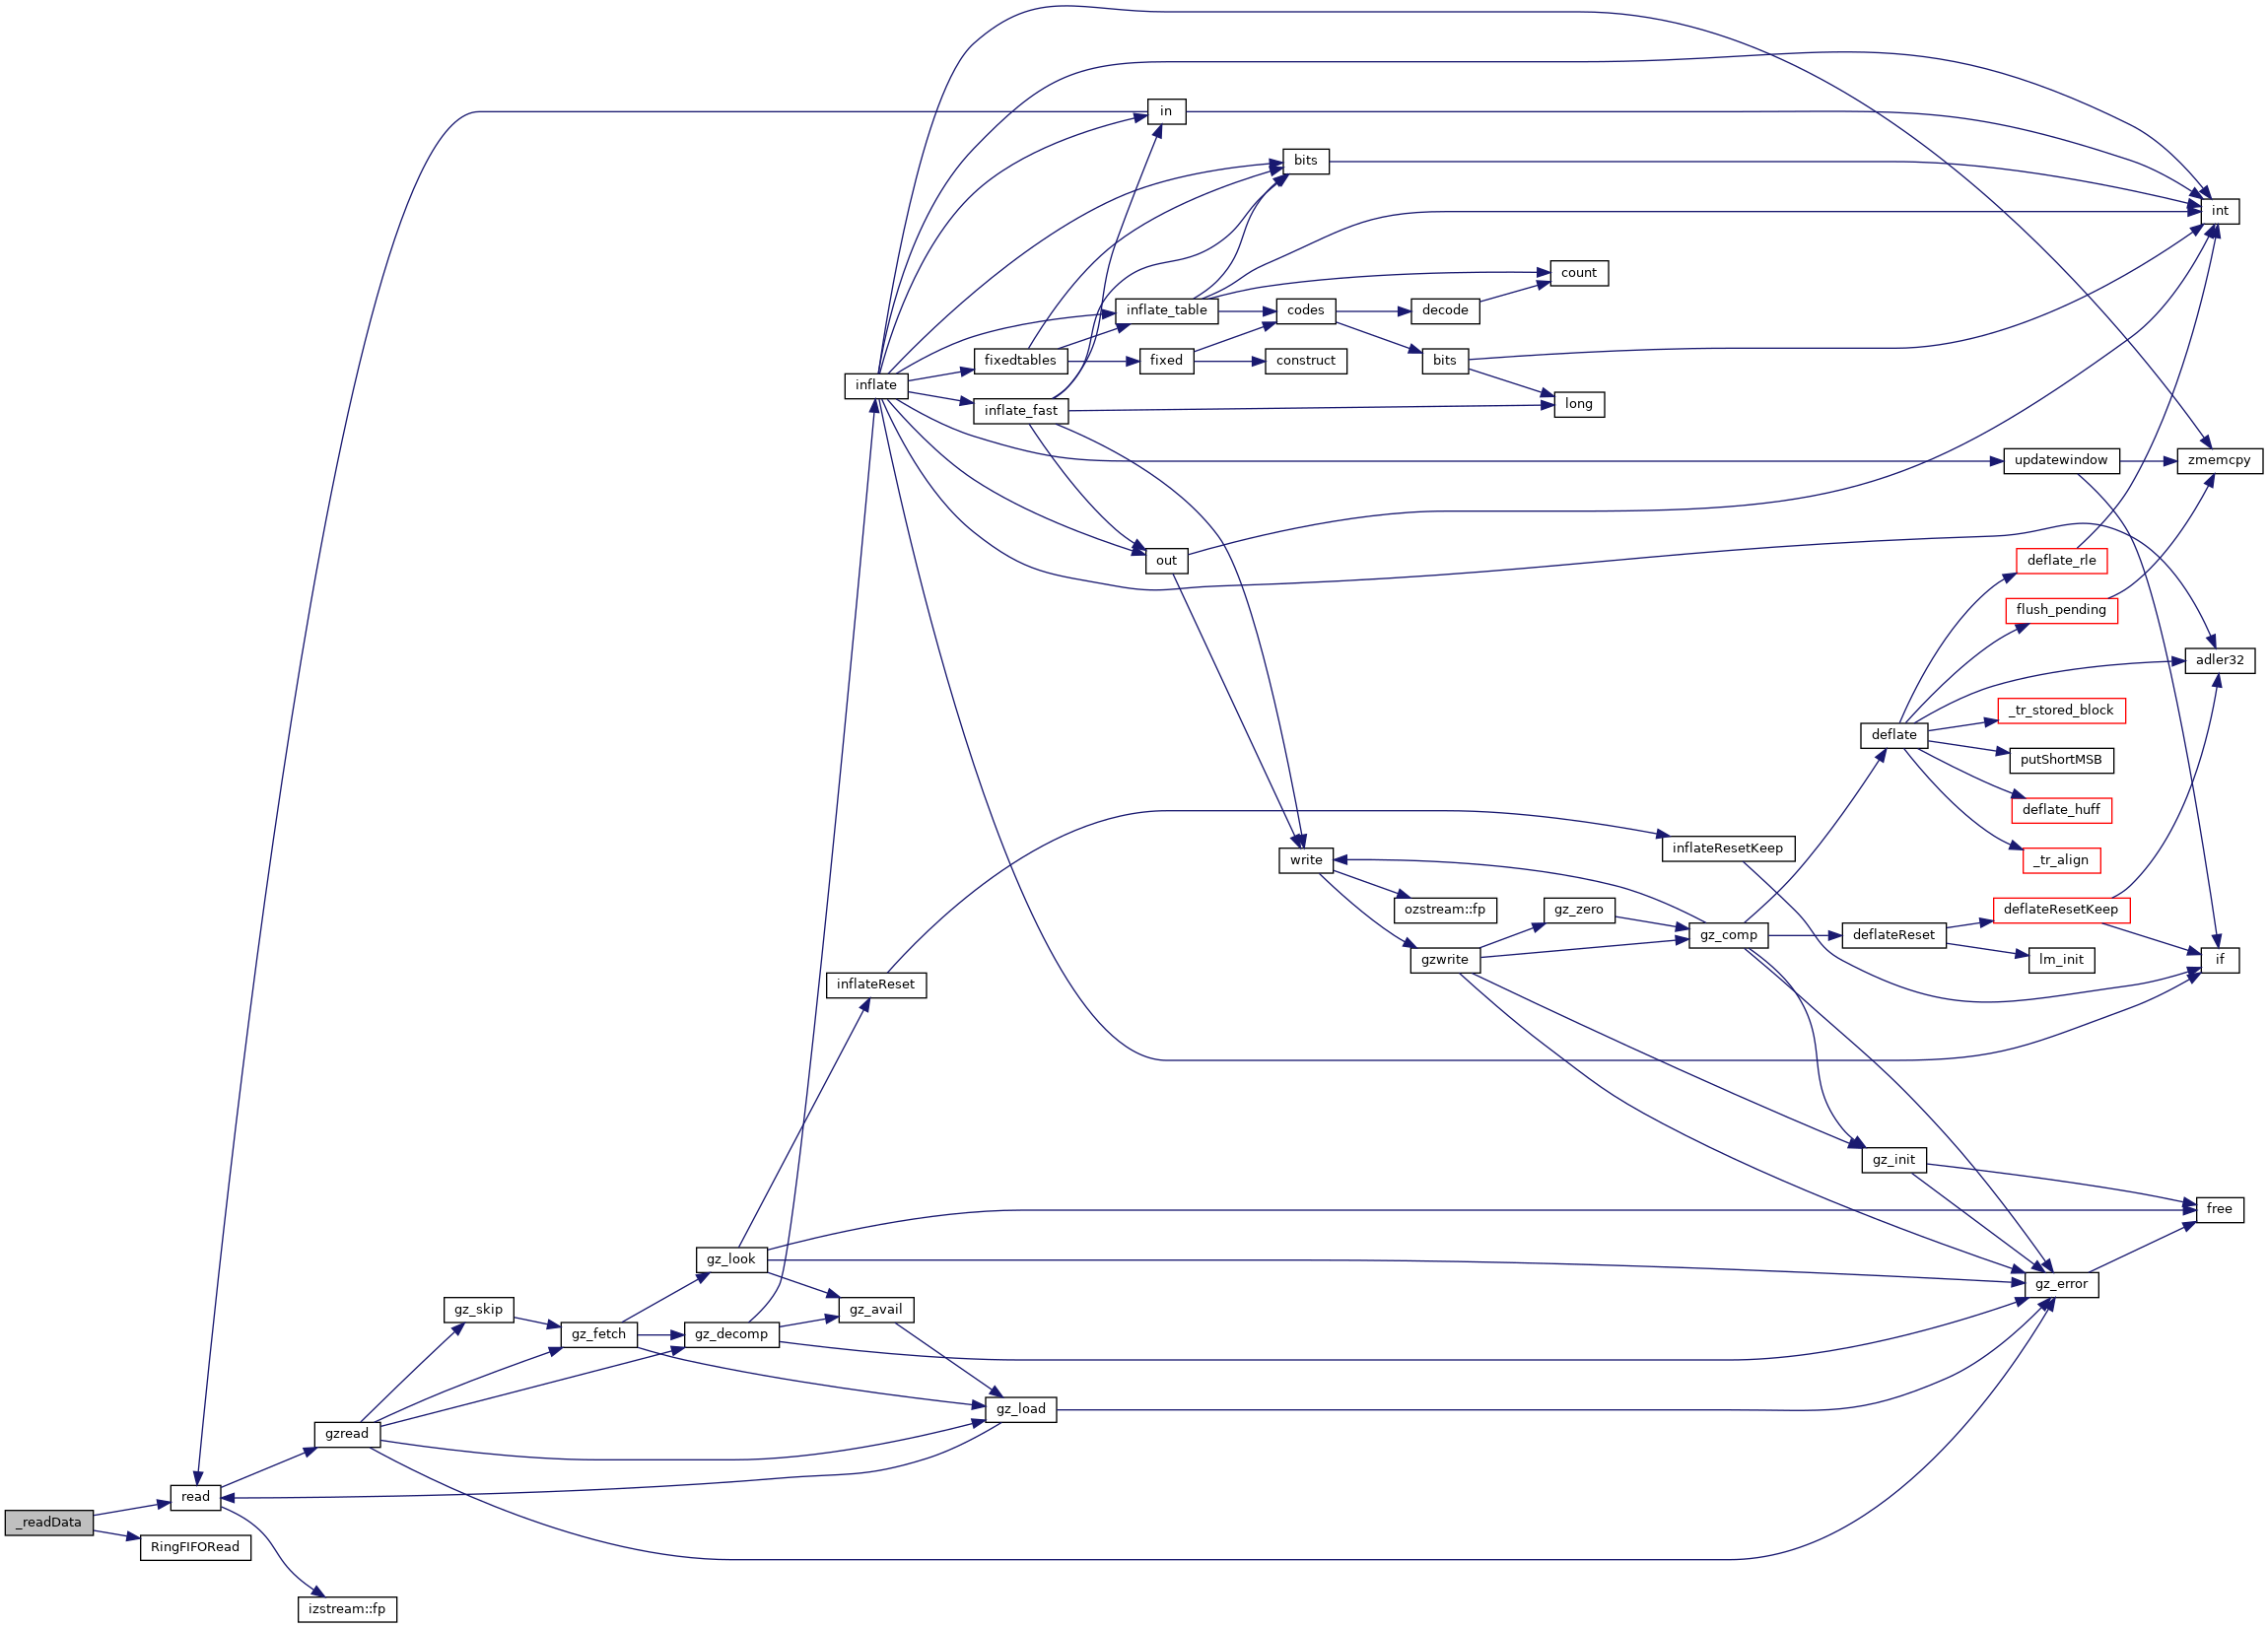 in
bits
int
count
inflate_table
codes
decode
fixedtables
fixed
construct
bits
inflate
inflate_fast
long
updatewindow
zmemcpy
out
deflate_rle
flush_pending
adler32
_tr_stored_block
deflate
putShortMSB
deflate_huff
inflateResetKeep
write
_tr_align
ozstream::fp
gz_zero
deflateResetKeep
gz_comp
deflateReset
gzwrite
lm_init
if
inflateReset
gz_init
free
gz_look
gz_error
gz_skip
gz_avail
gz_fetch
gz_decomp
gz_load
gzread
read
_readData
RingFIFORead
izstream::fp